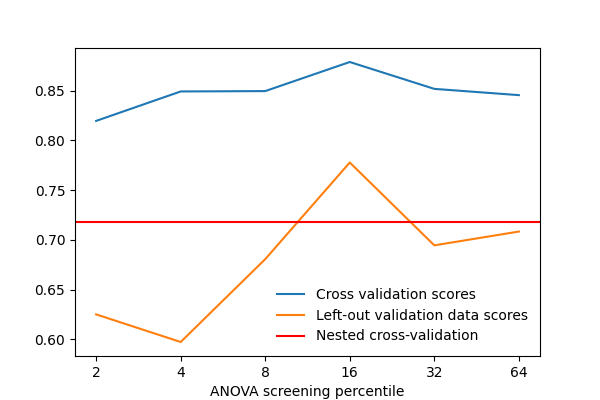 0.85
0.80
0.75
0.70
0.65
0.60
Cross validation scores
Left-out validation data scores
Nested cross-validation
2 4 8 16 32 64
ANOVA screening percentile